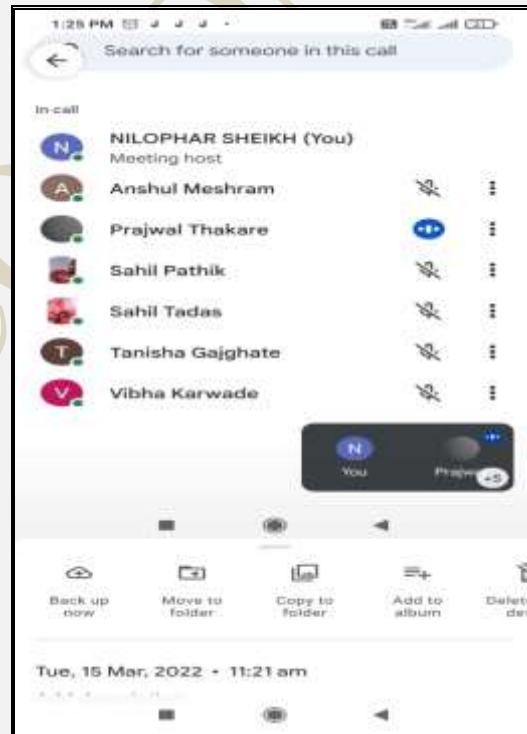 1:25 PM
Search for someone in this call
In-call
N
NILOPHAR SHEIKH (You)
Meeting host
A
Anshul Meshram
Prajwal Thakare
Sahil Pathik
Sahil Tadas
T
Tanisha Gajghate
V
Vibha Karwade
N
You
Prajw
+5
Back up now
Move to folder
Copy to folder
Add to album
Tue, 15 Mar, 2022 • 11:21 am